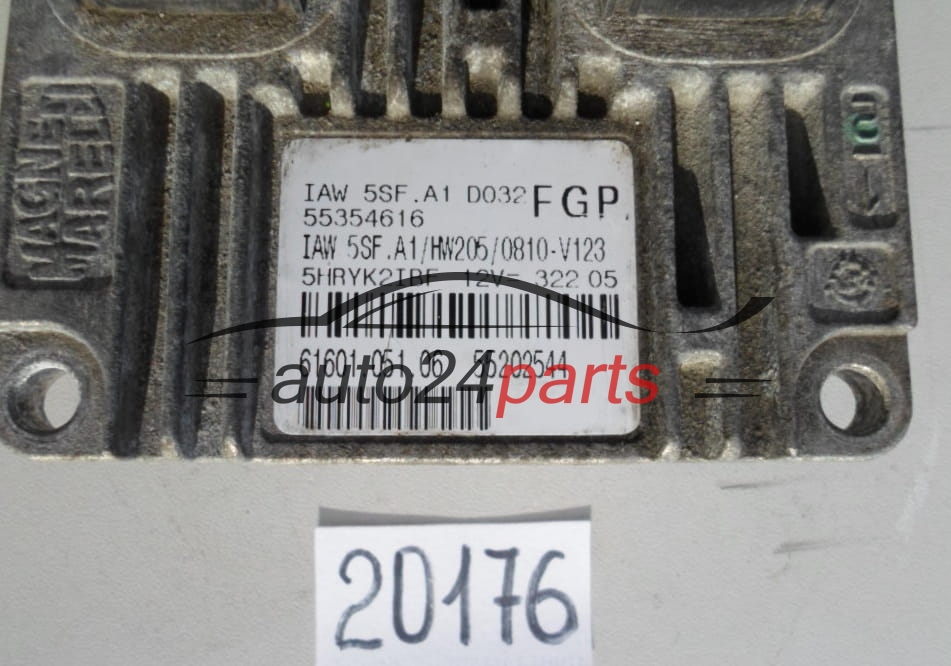 MAGNETI
MARELLI
IAW 5SF.A1 D032 FGP
55354616
IAW 5SF.A1/HW205/0810-V123
5HRYK2IBF 12V= 322 05
61601 051 06 55202544
auto24parts
20176